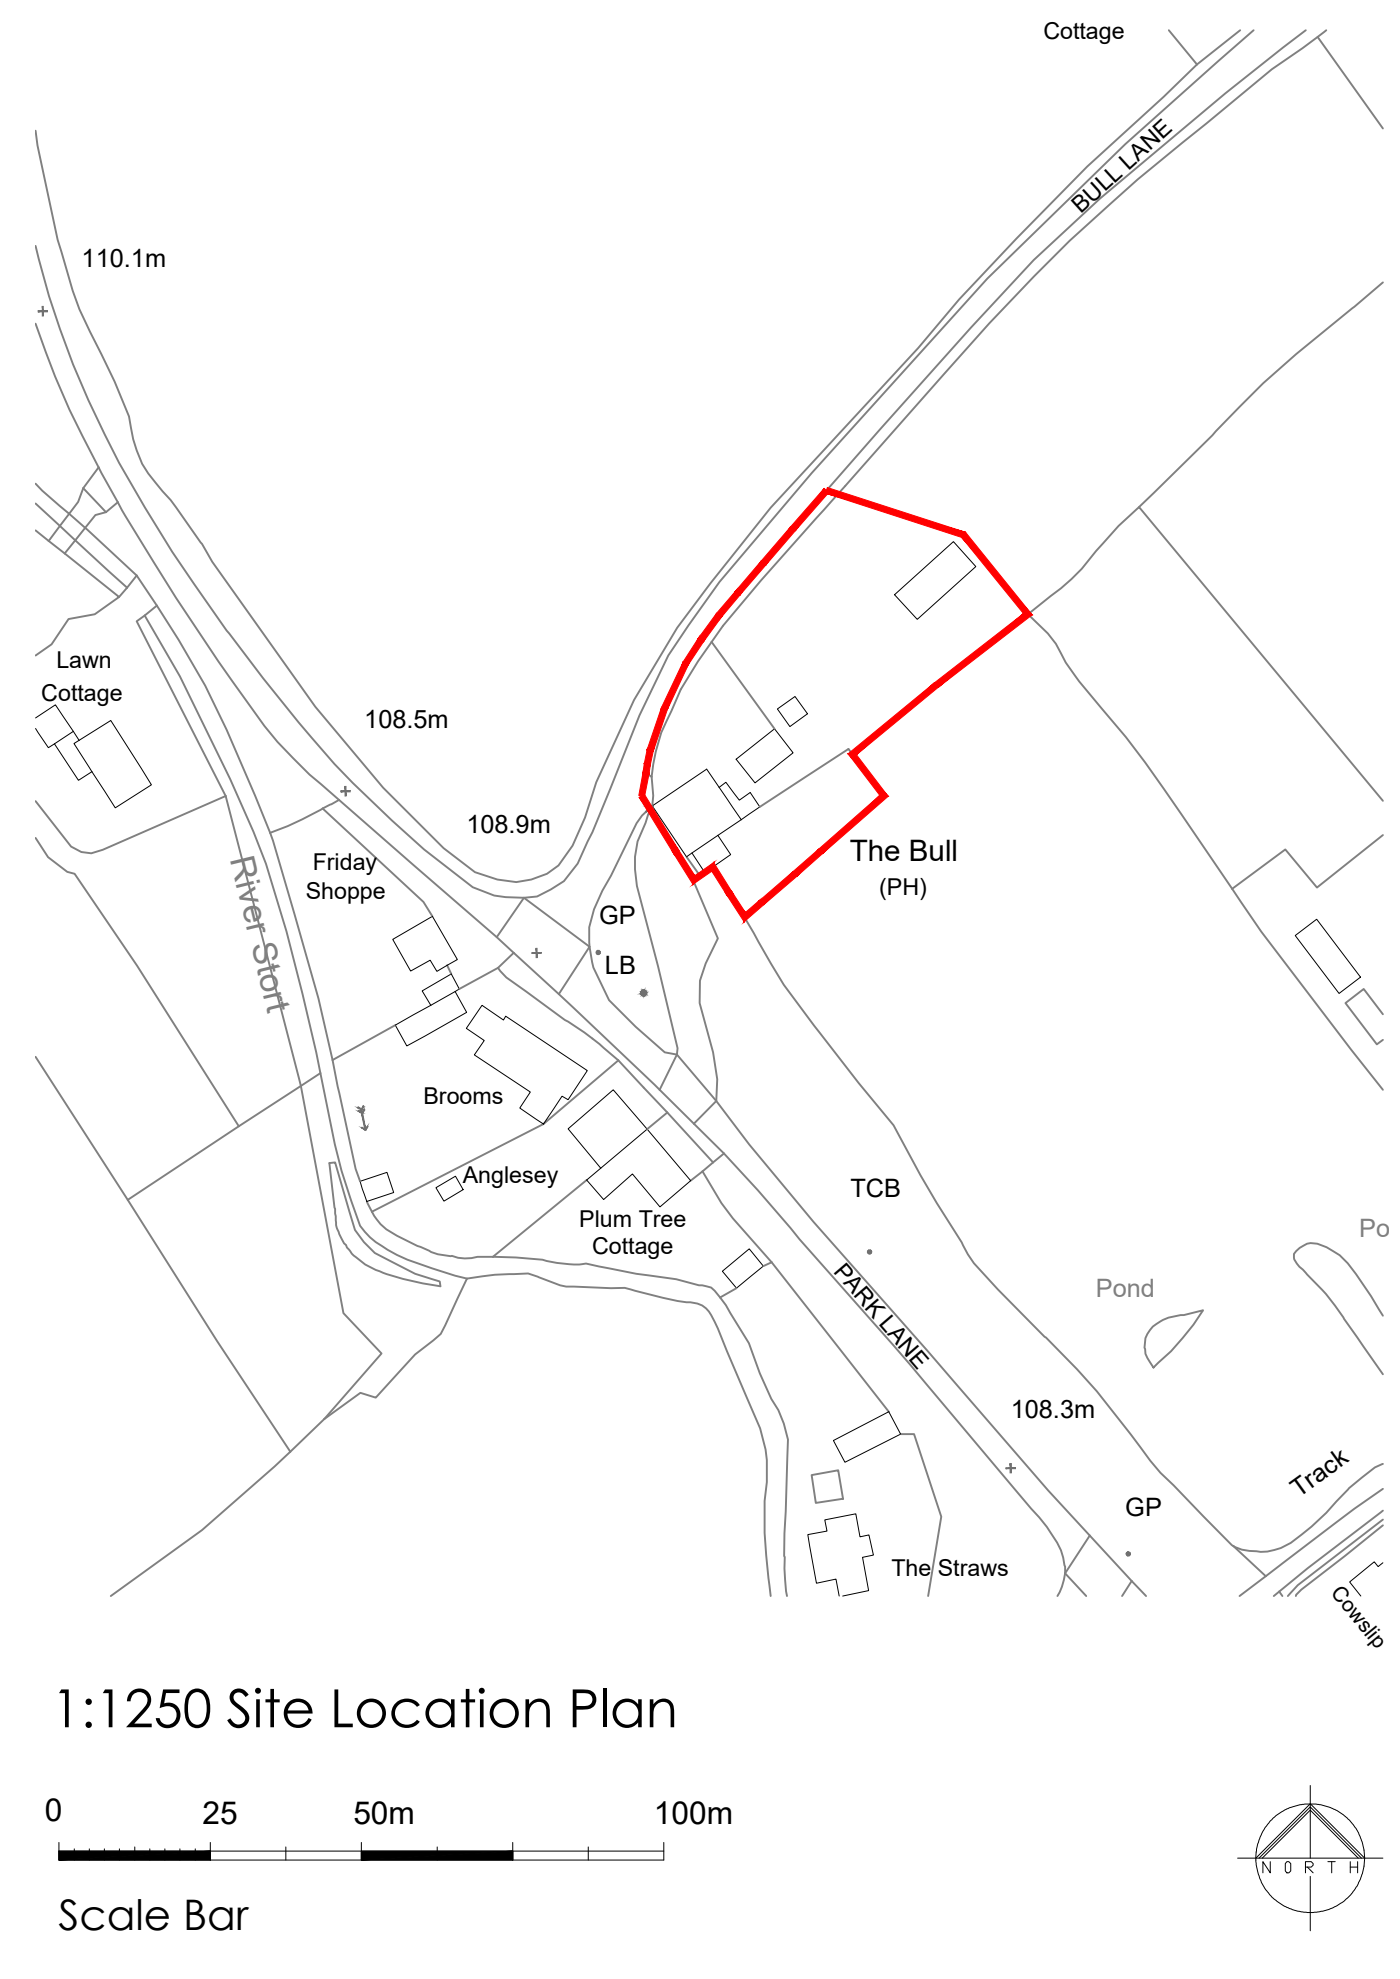 Cottage
BULL LANE
110.1m
Lawn
Cottage
108.5m
108.9m
Friday
Shoppe
River Stort
The Bull
(PH)
GP
LB
Brooms
Anglesey
Plum Tree
Cottage
TCB
PARK LANE
Po
Pond
108.3m
Track
GP
The Straws
Cowslip
1:1250 Site Location Plan
0 25 50m 100m
Scale Bar
NORTH